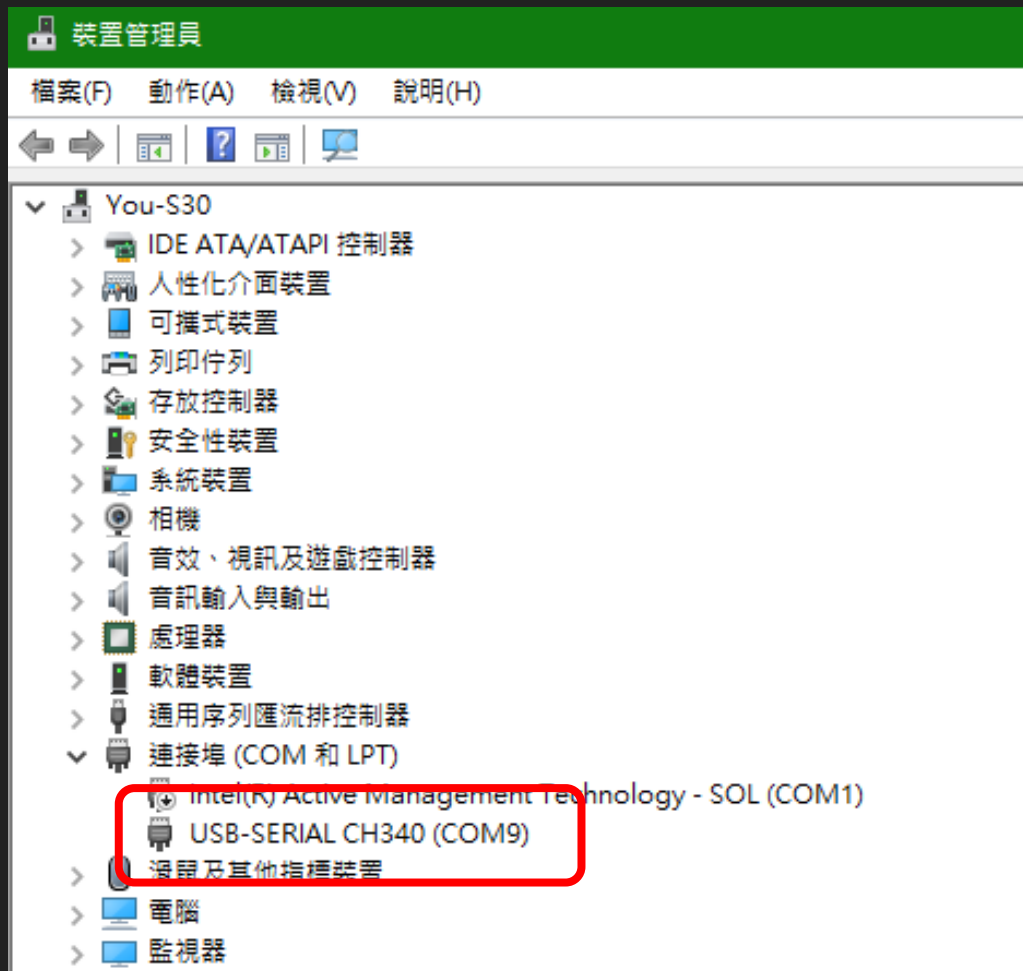 裝置管理員
檔案(F) 動作(A) 檢視(V) 說明(H)
You-S30
IDE ATA/ATAPI 控制器
人性化介面裝置
可攜式裝置
列印佇列
存放控制器
安全性裝置
系統裝置
相機
音效、視訊及遊戲控制器
音訊輸入與輸出
處理器
軟體裝置
通用序列匯流排控制器
連接埠 (COM 和 LPT)
Intel(R) Active Management Technology - SOL (COM1)
USB-SERIAL CH340 (COM9)
滑鼠及其他指標裝置
電腦
監視器